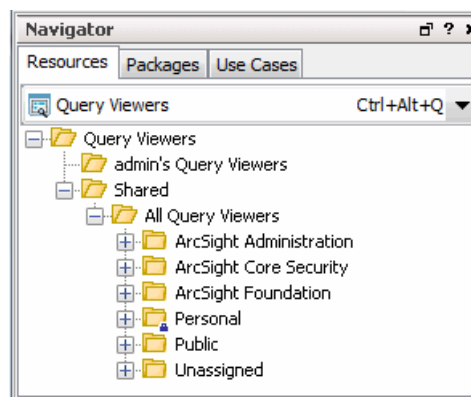 Navigator ?
Resources Packages Use Cases
Query Viewers Ctrl+Alt+Q
Query Viewers
admin's Query Viewers
Shared
All Query Viewers
ArcSight Administration
ArcSight Core Security
ArcSight Foundation
Personal
Public
Unassigned